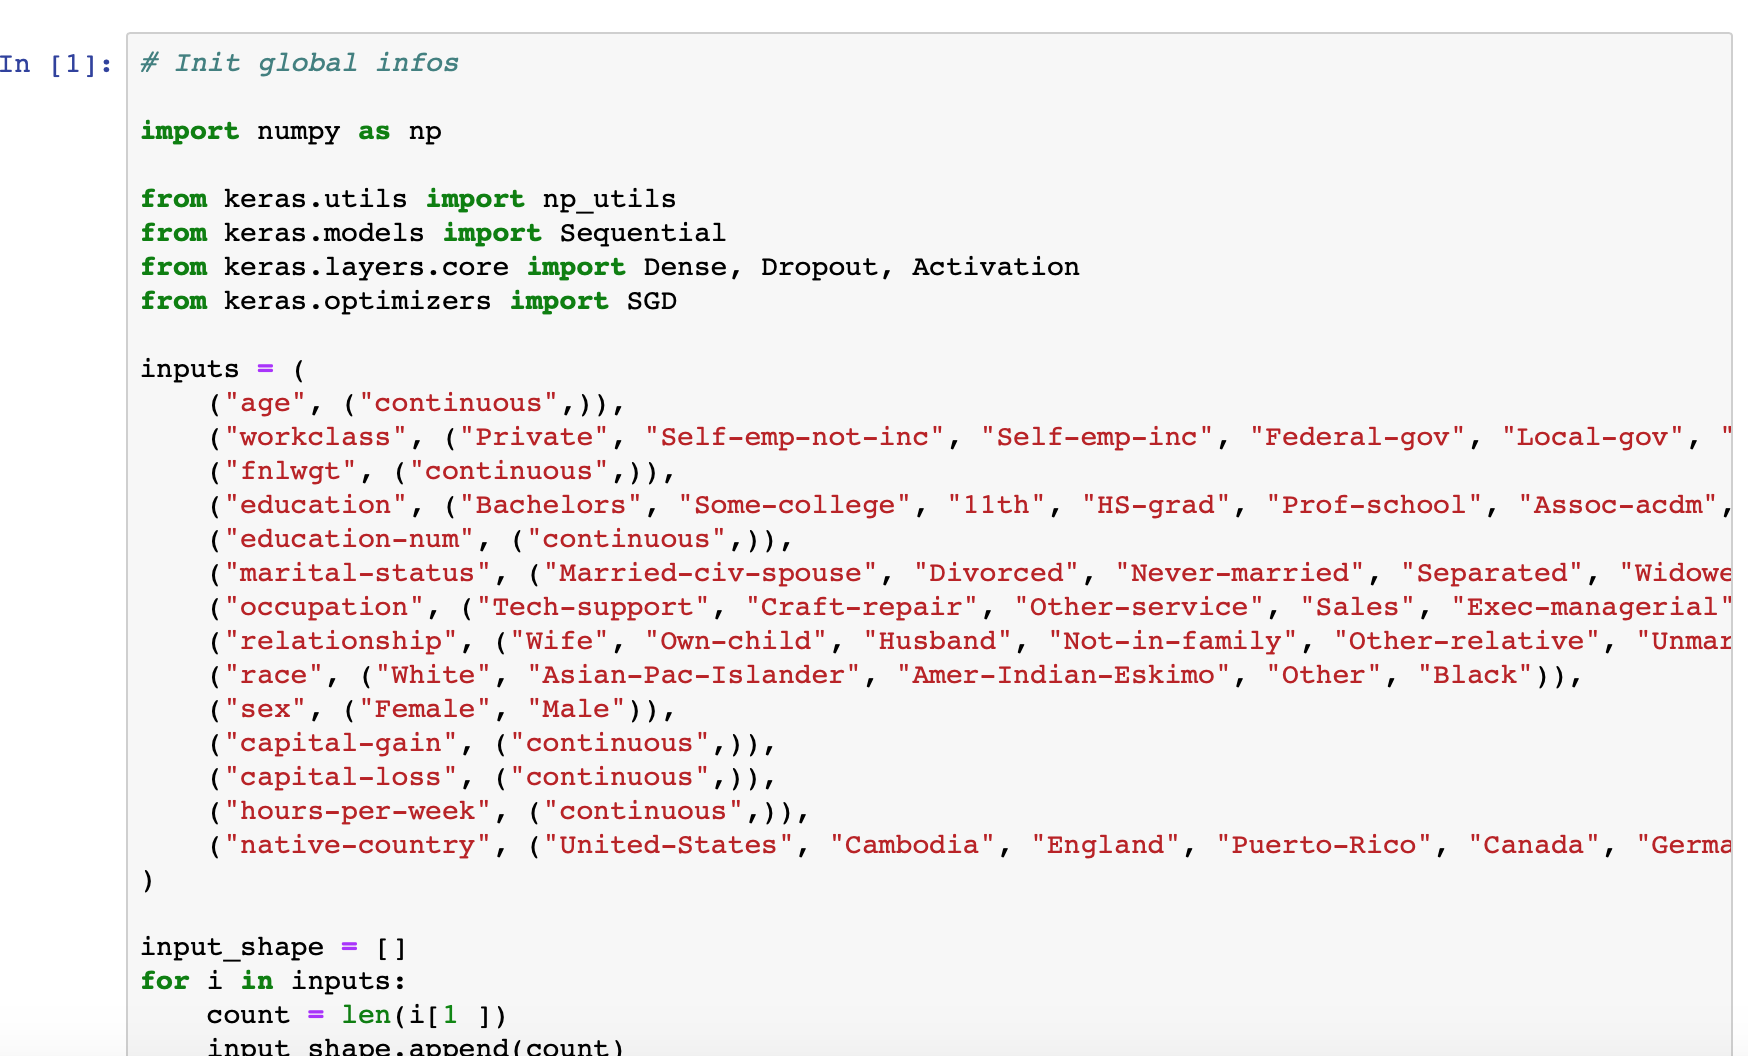 In [1]:
# Init global infos
import numpy as np
from keras.utils import np_utils
from keras.models import Sequential
from keras.layers.core import Dense, Dropout, Activation
from keras.optimizers import SGD
inputs = (
    ("age", ("continuous",)),
    ("workclass", ("Private", "Self-emp-not-inc", "Self-emp-inc", "Federal-gov", "Local-gov", "
    ("fnlwgt", ("continuous",)),
    ("education", ("Bachelors", "Some-college", "11th", "HS-grad", "Prof-school", "Assoc-acdm",
    ("education-num", ("continuous",)),
    ("marital-status", ("Married-civ-spouse", "Divorced", "Never-married", "Separated", "Widowe
    ("occupation", ("Tech-support", "Craft-repair", "Other-service", "Sales", "Exec-managerial"
    ("relationship", ("Wife", "Own-child", "Husband", "Not-in-family", "Other-relative", "Unmar
    ("race", ("White", "Asian-Pac-Islander", "Amer-Indian-Eskimo", "Other", "Black")),
    ("sex", ("Female", "Male")),
    ("capital-gain", ("continuous",)),
    ("capital-loss", ("continuous",)),
    ("hours-per-week", ("continuous",)),
    ("native-country", ("United-States", "Cambodia", "England", "Puerto-Rico", "Canada", "Germa
)
input_shape = []
for i in inputs:
    count = len(i[1 ])
    input_shape.append(count)